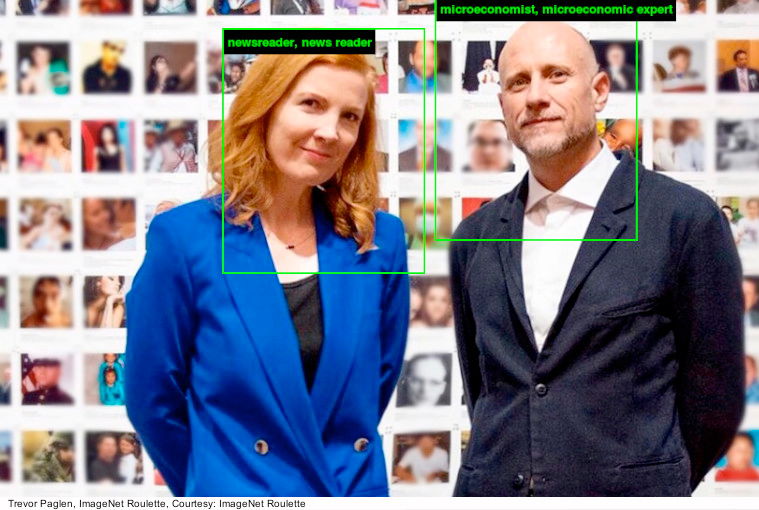 microeconomist, microeconomic expert
newsreader, news reader
Trevor Paglen, ImageNet Roulette, Courtesy: ImageNet Roulette